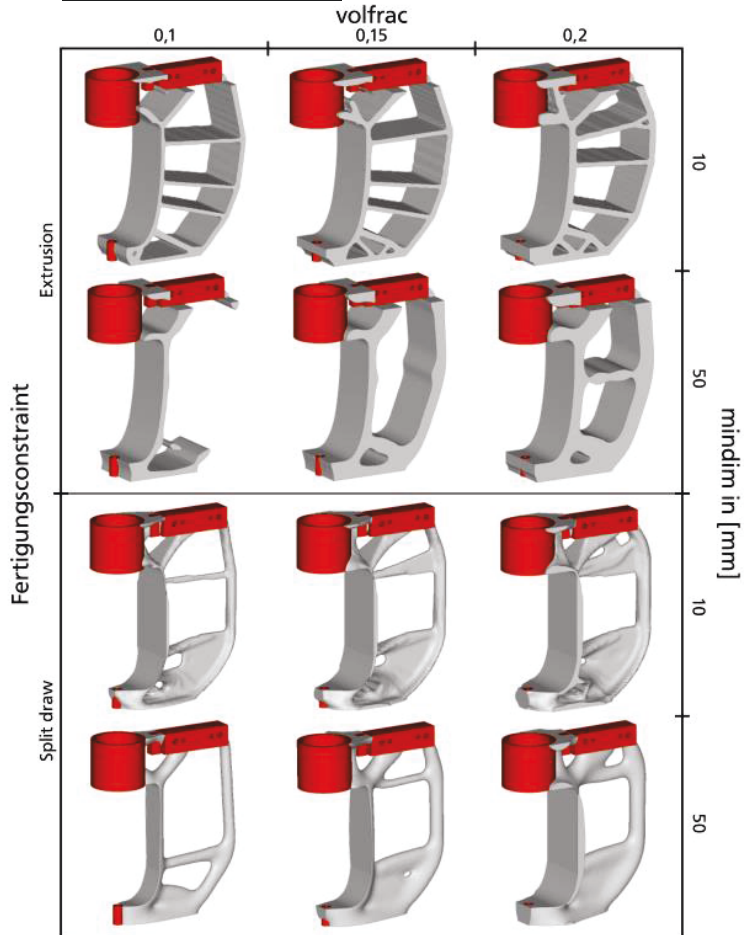 volfrac
0,1
0,15
0,2
Fertigungsconstraint
Extrusion
Split draw
mindim in [mm]
10
50
10
50